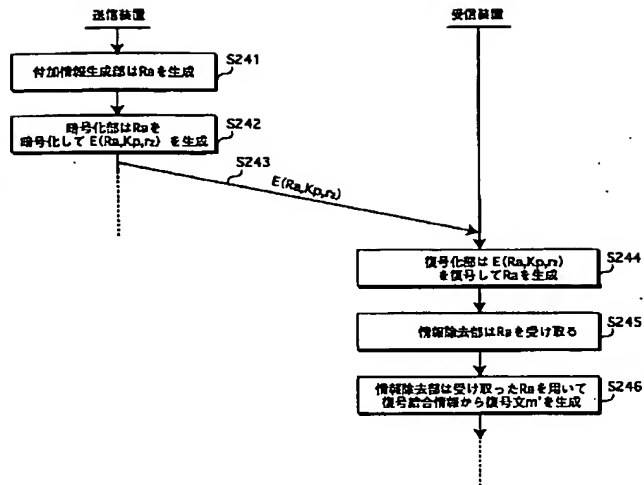 送信装置
受信装置
付加情報生成部はRaを生成
S241
暗号化部はRaを
暗号化して E(Ra,Kp,r2) を生成
S242
S243
E(Ra,Kp,r2)
復号化部は E(Ra,Kp,r2)
を復号してRaを生成
S244
情報除去部はRaを受け取る
S245
情報除去部は受け取ったRaを用いて
復号結合情報から復号文m'を生成
S246